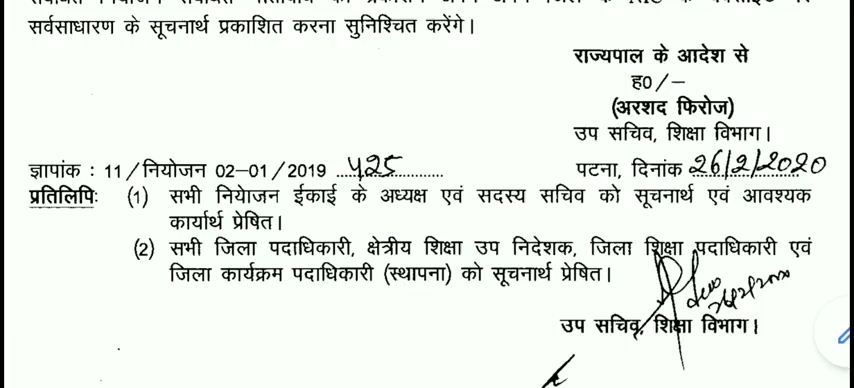 सर्वसाधारण के सूचनार्थ प्रकाशित करना सुनिश्चित करेंगे।
राज्यपाल के आदेश से
ह0/–
(अरशद फिरोज)
उप सचिव, शिक्षा विभाग।
ज्ञापांक : 11/नियोजन 02–01/2019 ..425.............. पटना, दिनांक 26/2/2020
प्रतिलिपिः (1) सभी नियोजन ईकाई के अध्यक्ष एवं सदस्य सचिव को सूचनार्थ एवं आवश्यक
कार्यार्थ प्रेषित।
(2) सभी जिला पदाधिकारी, क्षेत्रीय शिक्षा उप निदेशक, जिला शिक्षा पदाधिकारी एवं
जिला कार्यक्रम पदाधिकारी (स्थापना) को सूचनार्थ प्रेषित।
उप सचिव, शिक्षा विभाग।